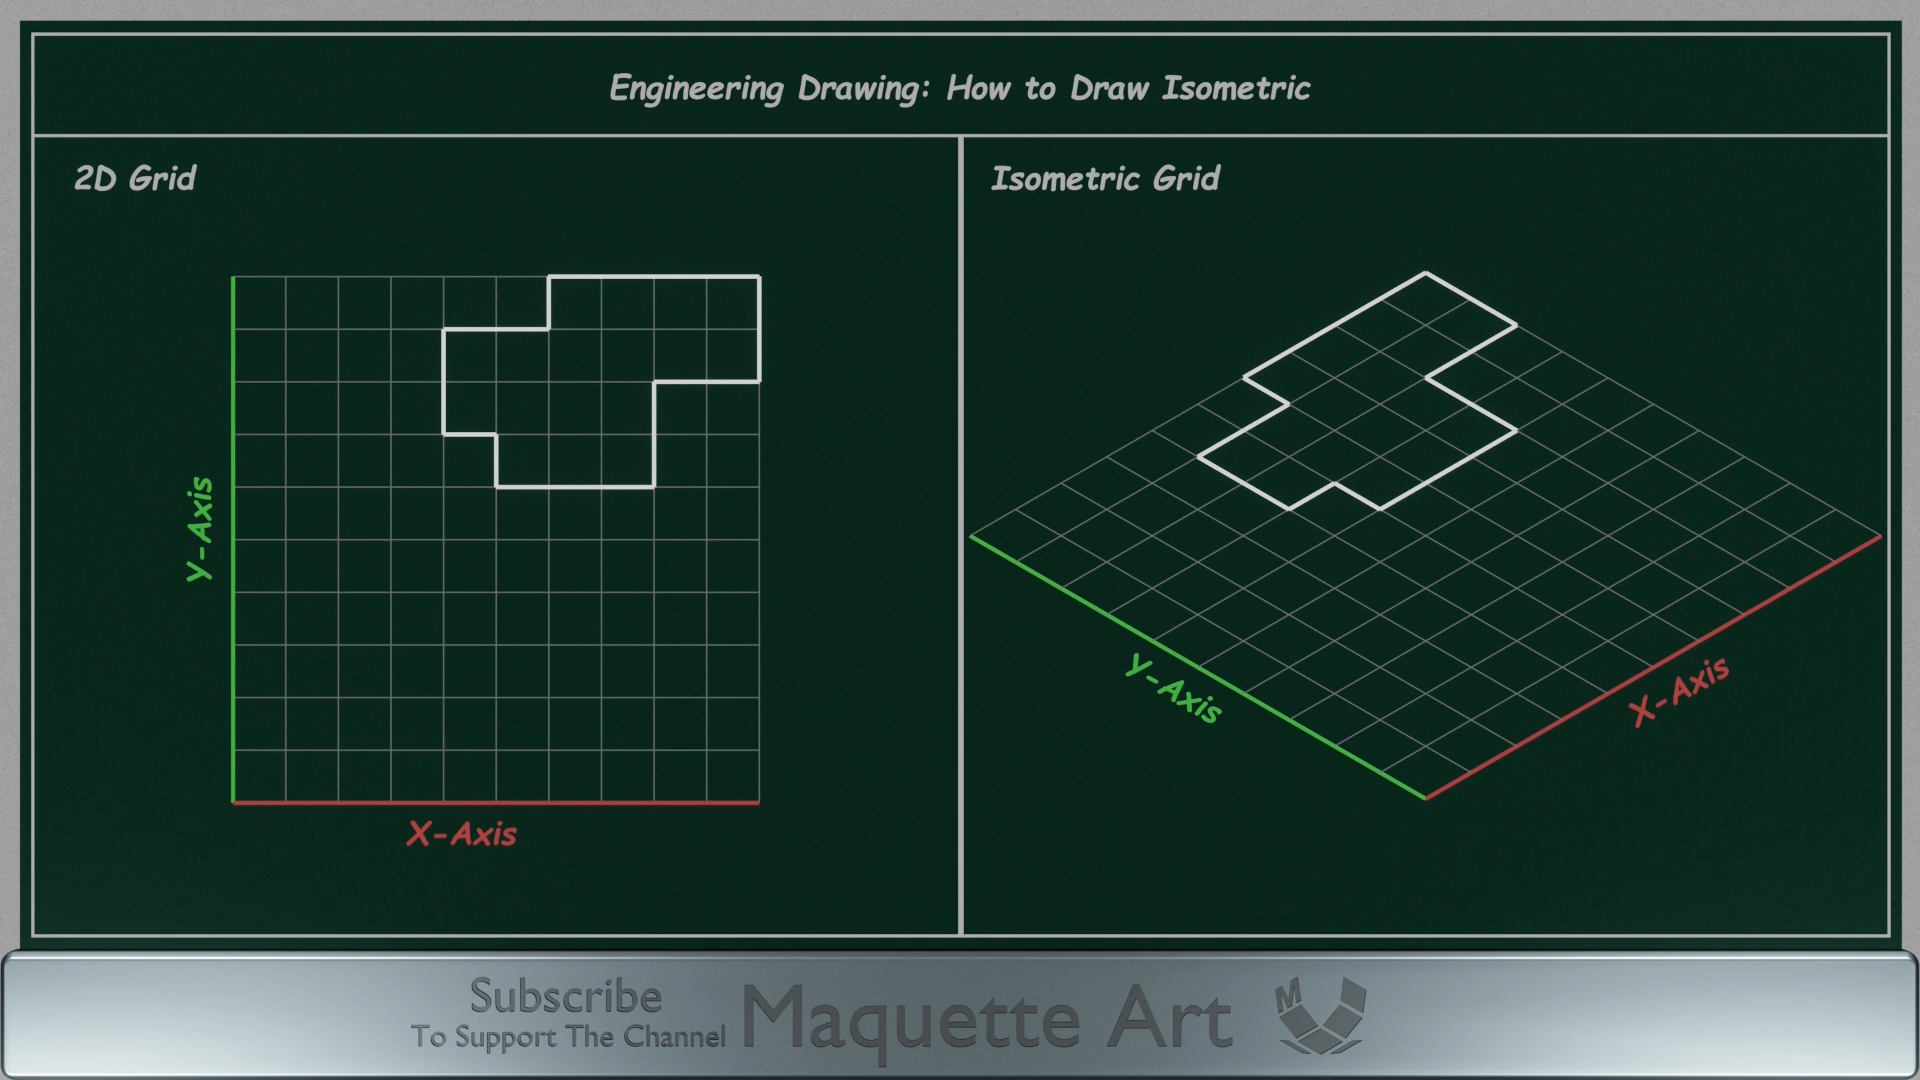 Engineering Drawing: How to Draw Isometric
2D Grid
Y-Axis
X-Axis
Isometric Grid
Y-Axis
X-Axis
Subscribe
To Support The Channel
Maquette Art
M